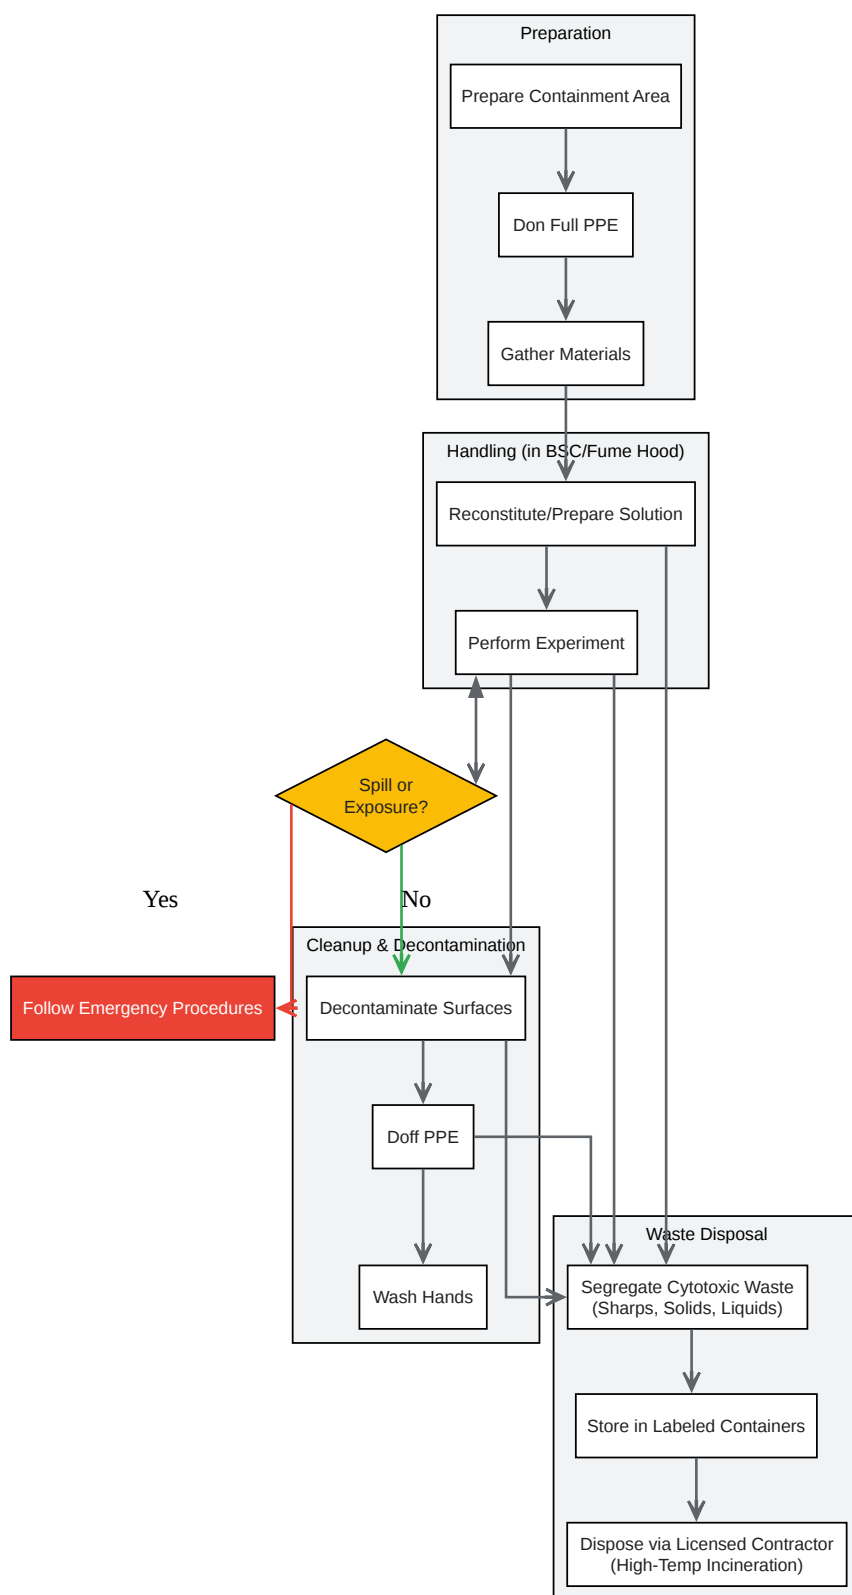 Preparation
Prepare Containment Area
Don Full PPE
Gather Materials
Handling (in BSC/Fume Hood)
Reconstitute/Prepare Solution
Perform Experiment
Spill or
Exposure?
Yes
No
Cleanup & Decontamination
Follow Emergency Procedures
Decontaminate Surfaces
Doff PPE
Wash Hands
Waste Disposal
Segregate Cytotoxic Waste
(Sharps, Solids, Liquids)
Store in Labeled Containers
Dispose via Licensed Contractor
(High-Temp Incineration)